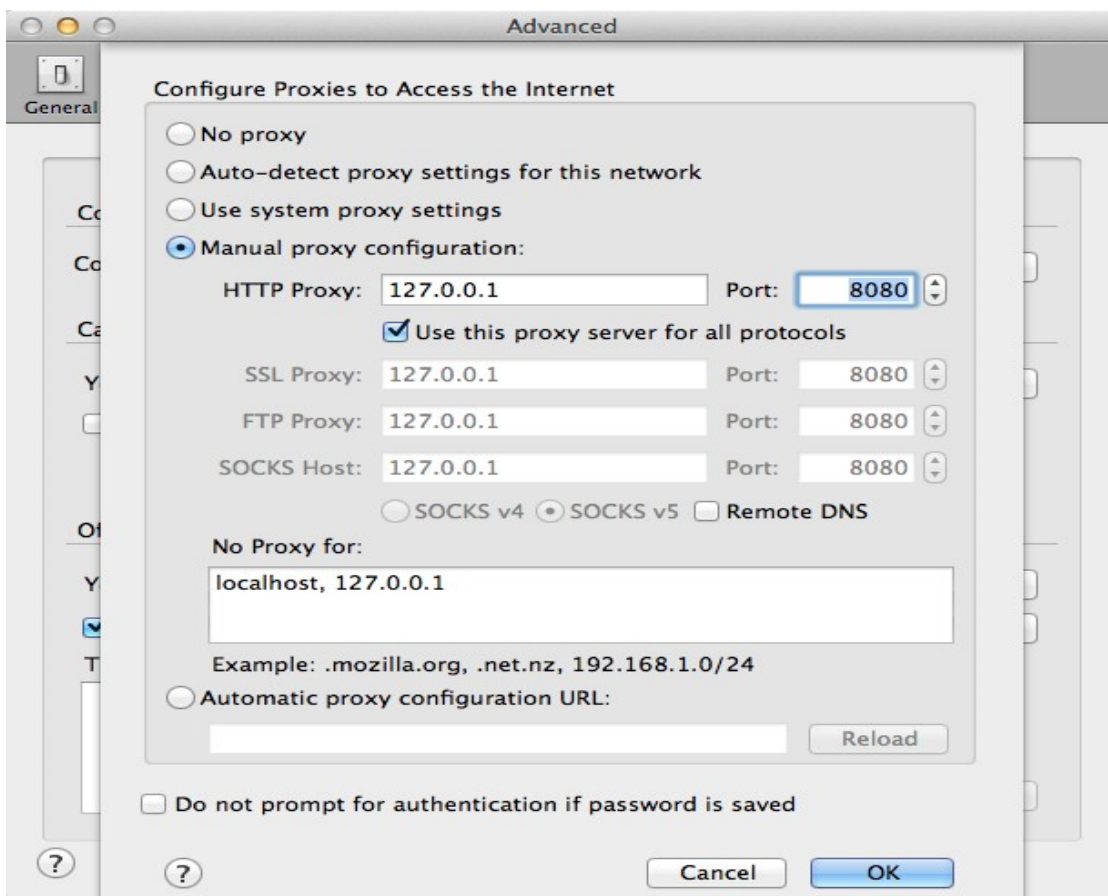 Advanced
General
Configure Proxies to Access the Internet
No proxy
Auto-detect proxy settings for this network
Use system proxy settings
Manual proxy configuration:
HTTP Proxy: 127.0.0.1 Port: 8080
Use this proxy server for all protocols
SSL Proxy: 127.0.0.1 Port: 8080
FTP Proxy: 127.0.0.1 Port: 8080
SOCKS Host: 127.0.0.1 Port: 8080
SOCKS v4 SOCKS v5 Remote DNS
No Proxy for:
localhost, 127.0.0.1
Example: .mozilla.org, .net.nz, 192.168.1.0/24
Automatic proxy configuration URL:
Reload
Do not prompt for authentication if password is saved
? ? Cancel OK